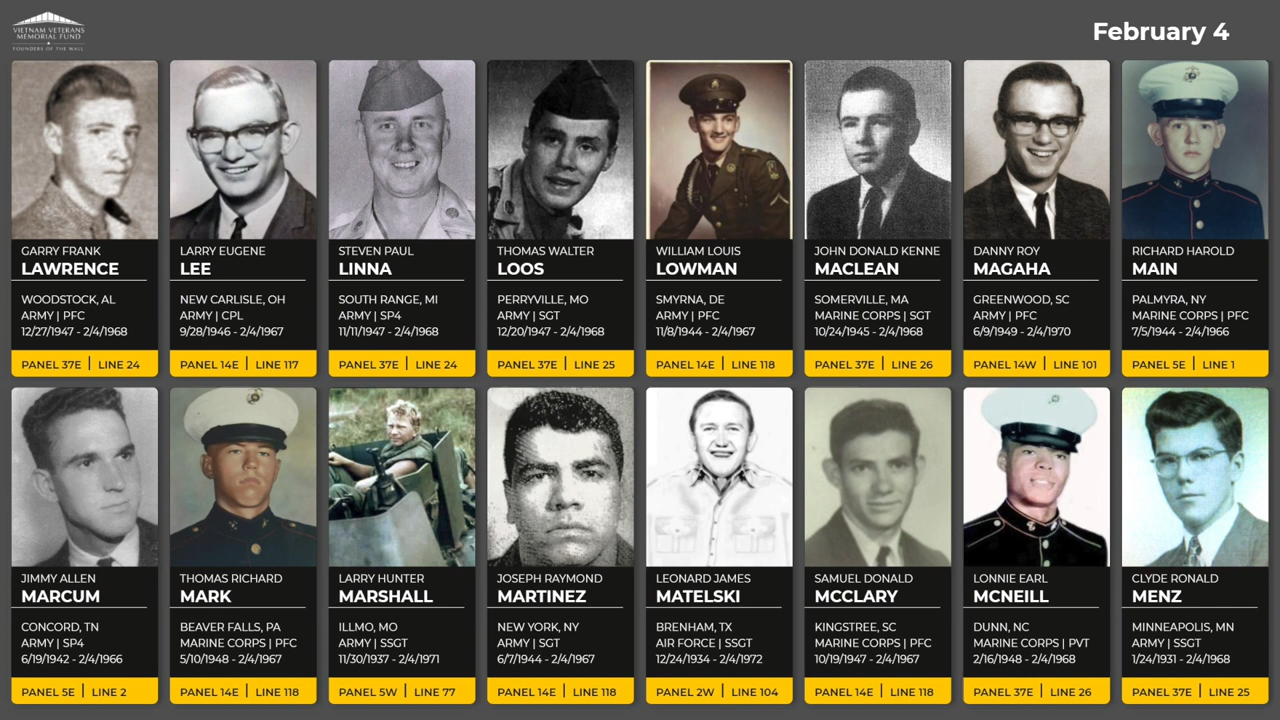 VIETNAM VETERANS
MEMORIAL FUND
FOUNDERS OF THE WALL
February 4
GARRY FRANK
LAWRENCE
WOODSTOCK, AL
ARMY | PFC
12/27/1947 - 2/4/1968
PANEL 37E | LINE 24
LARRY EUGENE
LEE
NEW CARLISLE, OH
ARMY | CPL
9/28/1946 - 2/4/1967
PANEL 14E | LINE 117
STEVEN PAUL
LINNA
SOUTH RANGE, MI
ARMY | SP4
11/11/1947 - 2/4/1968
PANEL 37E | LINE 24
THOMAS WALTER
LOOS
PERRYVILLE, MO
ARMY | SGT
12/20/1947 - 2/4/1968
PANEL 37E | LINE 25
WILLIAM LOUIS
LOWMAN
SMYRNA, DE
ARMY | PFC
11/8/1944 - 2/4/1967
PANEL 14E | LINE 118
JOHN DONALD KENNE
MACLEAN
SOMERVILLE, MA
MARINE CORPS | SGT
10/24/1945 - 2/4/1968
PANEL 37E | LINE 26
DANNY ROY
MAGAHA
GREENWOOD, SC
ARMY | PFC
6/9/1949 - 2/4/1970
PANEL 14W | LINE 101
RICHARD HAROLD
MAIN
PALMYRA, NY
MARINE CORPS | PFC
7/5/1944 - 2/4/1966
PANEL 5E | LINE 1
JIMMY ALLEN
MARCUM
CONCORD, TN
ARMY | SP4
6/19/1942 - 2/4/1966
PANEL 5E | LINE 2
THOMAS RICHARD
MARK
BEAVER FALLS, PA
MARINE CORPS | PFC
5/10/1948 - 2/4/1967
PANEL 14E | LINE 118
LARRY HUNTER
MARSHALL
ILLMO, MO
ARMY | SSGT
11/30/1937 - 2/4/1971
PANEL 5W | LINE 77
JOSEPH RAYMOND
MARTINEZ
NEW YORK, NY
ARMY | SGT
6/7/1944 - 2/4/1967
PANEL 14E | LINE 118
LEONARD JAMES
MATELSKI
BRENHAM, TX
AIR FORCE | SSGT
12/24/1934 - 2/4/1972
PANEL 2W | LINE 104
SAMUEL DONALD
MCCLARY
KINGSTREE, SC
MARINE CORPS | PFC
10/19/1947 - 2/4/1967
PANEL 14E | LINE 118
LONNIE EARL
MCNEILL
DUNN, NC
MARINE CORPS | PVT
2/16/1948 - 2/4/1968
PANEL 37E | LINE 26
CLYDE RONALD
MENZ
MINNEAPOLIS, MN
ARMY | SSGT
1/24/1931 - 2/4/1968
PANEL 37E | LINE 25